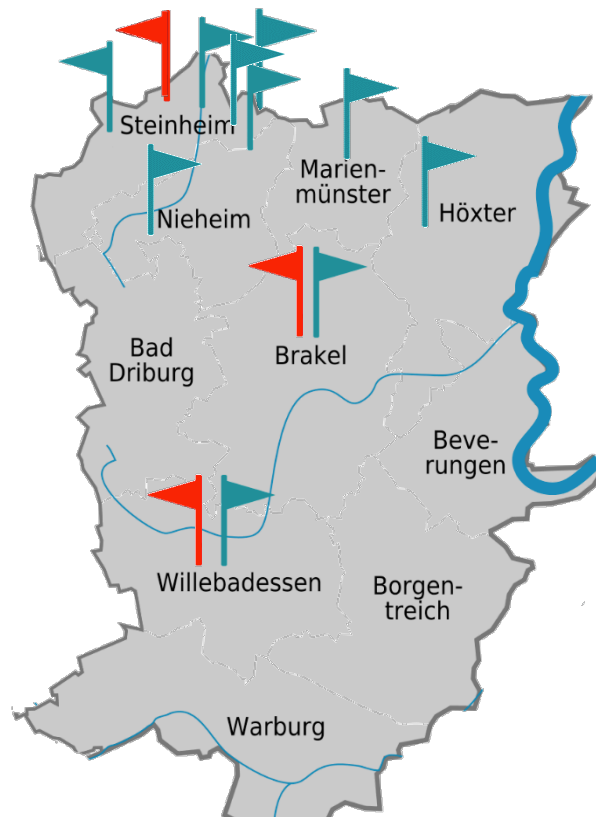 Steinheim
Marien-
münster
Höxter
Nieheim
Brakel
Bad
Driburg
Beve-
rungen
Willebadessen
Borgen-
treich
Warburg